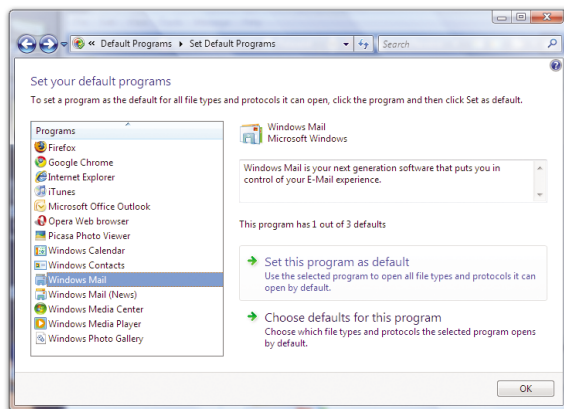 « Default Programs ▸ Set Default Programs
Search
Set your default programs
To set a program as the default for all file types and protocols it can open, click the program and then click Set as default.
Programs
Firefox
Google Chrome
Internet Explorer
iTunes
Microsoft Office Outlook
Opera Web browser
Picasa Photo Viewer
Windows Calendar
Windows Contacts
Windows Mail
Windows Mail (News)
Windows Media Center
Windows Media Player
Windows Photo Gallery
Windows Mail
Microsoft Windows
Windows Mail is your next generation software that puts you in
control of your E-Mail experience.
This program has 1 out of 3 defaults
Set this program as default
Use the selected program to open all file types and protocols it can
open by default.
Choose defaults for this program
Choose which file types and protocols the selected program opens
by default.
OK